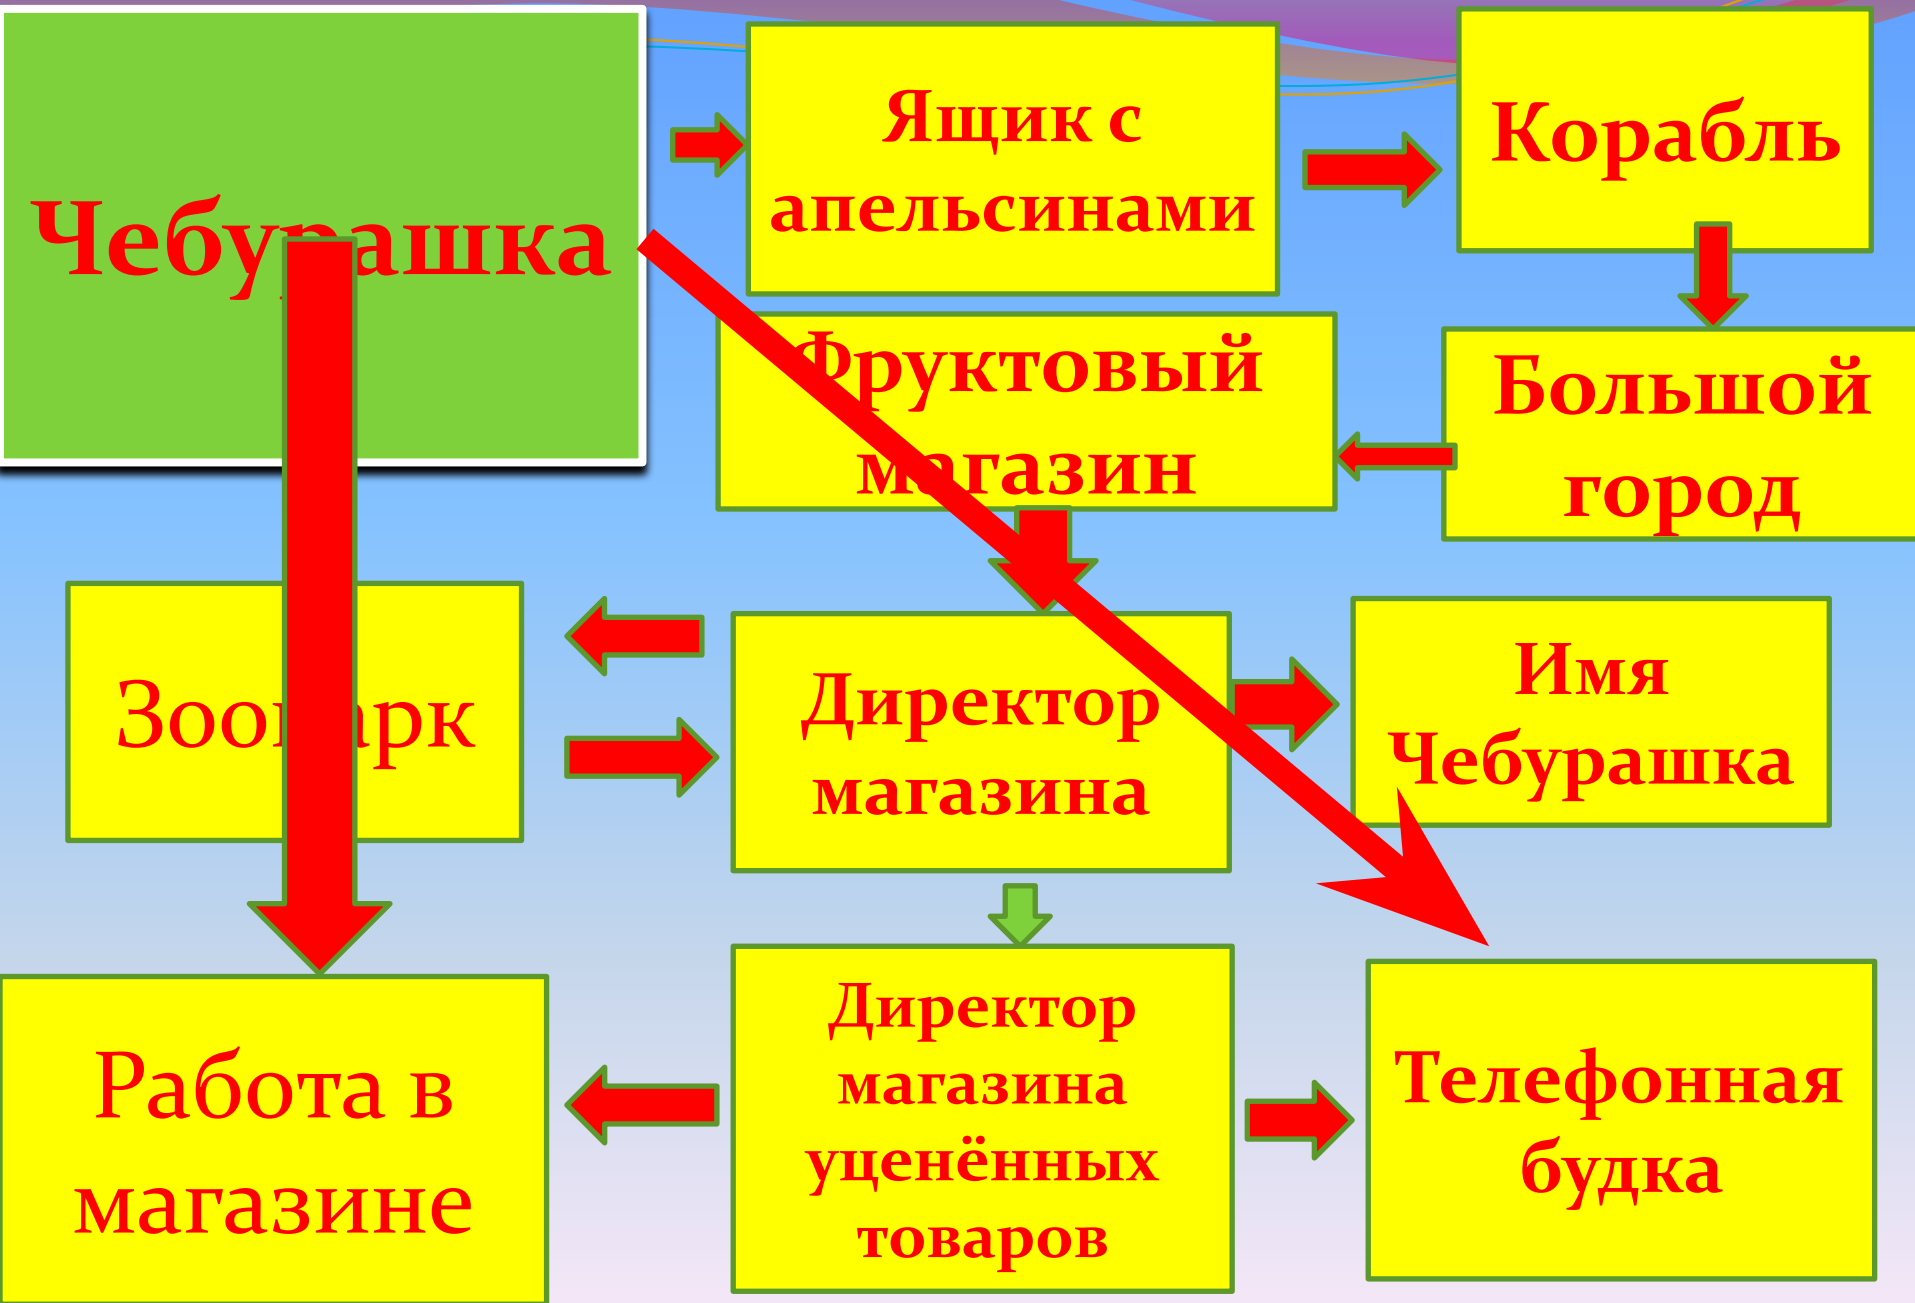 Чебурашка
Ящик с
апельсинами
Корабль
Фруктовый
магазин
Большой
город
Зоопарк
Директор
магазина
Имя
Чебурашка
Работа в
магазине
Директор
магазина
уценённых
товаров
Телефонная
будка